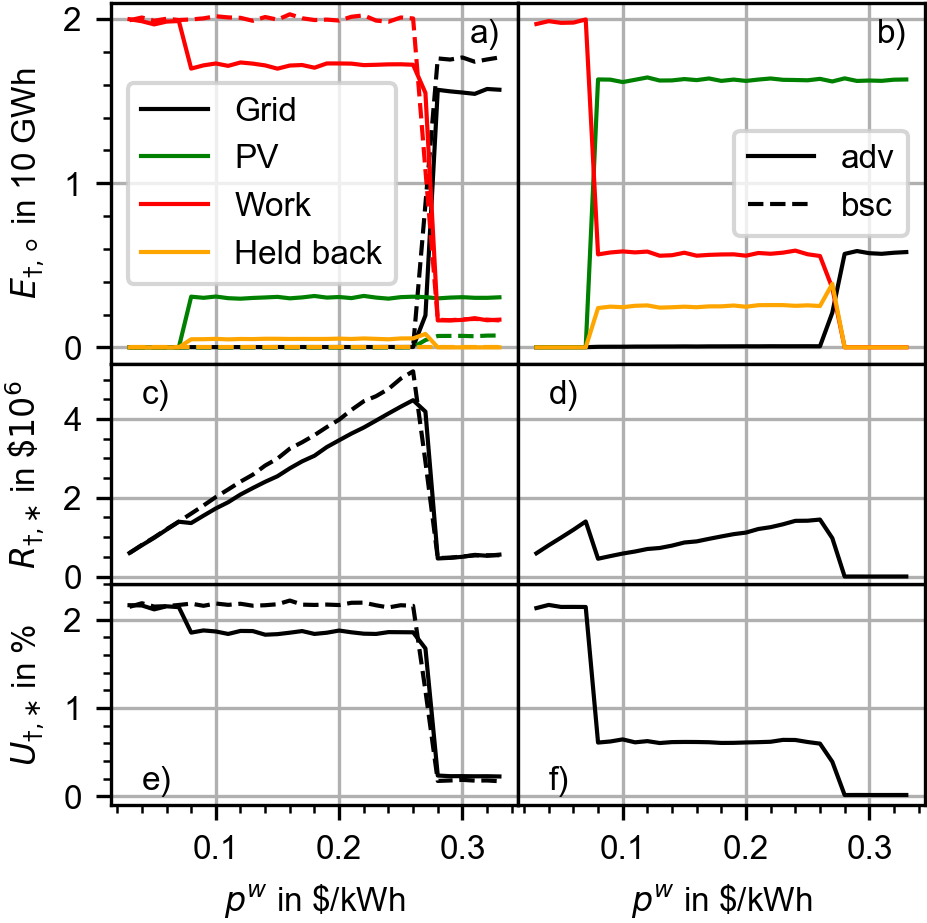 2
a)
b)
Grid
PV
Work
Held back
adv
bsc
1
0
E†,∘ in 10 GWh
c)
d)
4
2
0
R†,∗ in $10⁶
2
1
0
U†,∗ in %
e)
f)
0.1 0.2 0.3 0.1 0.2 0.3
pʷ in $/kWh pʷ in $/kWh